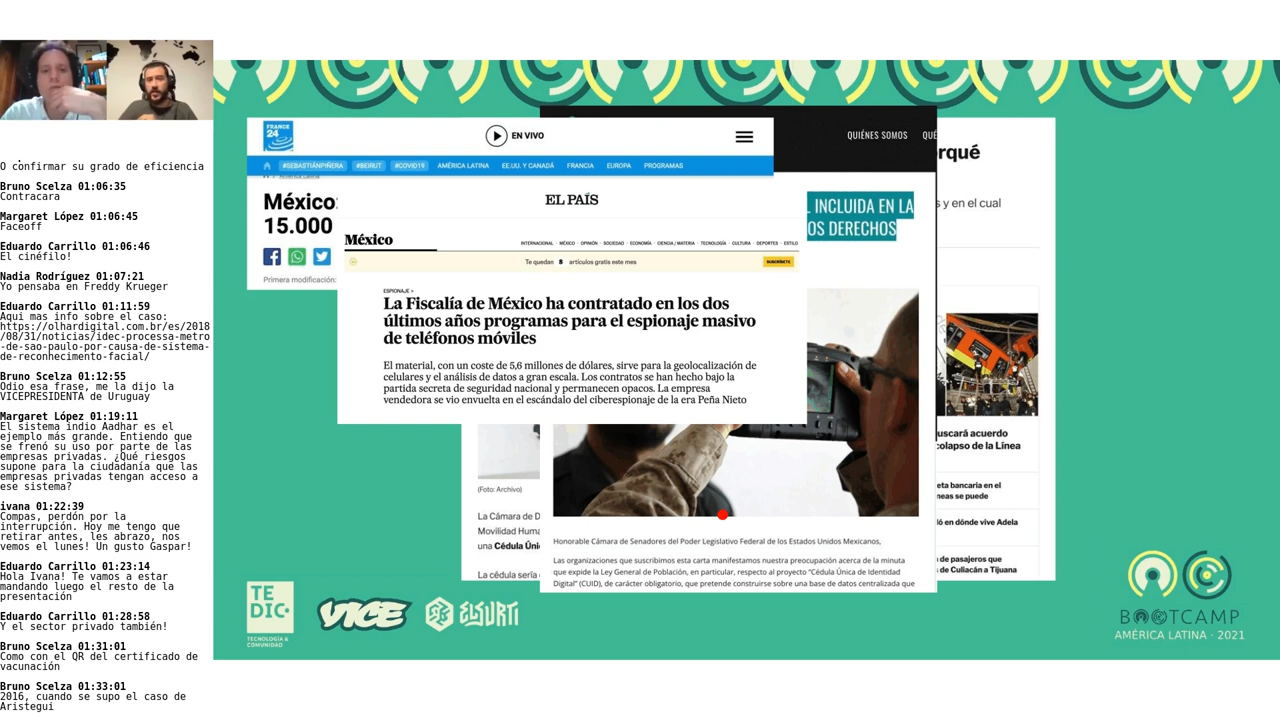 O confirmar su grado de eficiencia
Bruno Scelza 01:06:35
Contracara
Margaret López 01:06:45
Faceoff
Eduardo Carrillo 01:06:46
El cinéfilo!
Nadia Rodríguez 01:07:21
Yo pensaba en Freddy Krueger
Eduardo Carrillo 01:11:59
Aqui mas info sobre el caso:
https://olhardigital.com.br/es/2018
/08/31/noticias/idec-processa-metro
-de-sao-paulo-por-causa-de-sistema-
de-reconhecimento-facial/
Bruno Scelza 01:12:55
Odio esa frase, me la dijo la
VICEPRESIDENTA de Uruguay
Margaret López 01:19:11
El sistema indio Aadhar es el
ejemplo más grande. Entiendo que
se frenó su uso por parte de las
empresas privadas. ¿Qué riesgos
supone para la ciudadanía que las
empresas privadas tengan acceso a
ese sistema?
ivana 01:22:39
Compas, perdón por la
interrupción. Hoy me tengo que
retirar antes, les abrazo, nos
vemos el lunes! Un gusto Gaspar!
Eduardo Carrillo 01:23:14
Hola Ivana! Te vamos a estar
mandando luego el resto de la
presentación
Eduardo Carrillo 01:28:58
Y el sector privado también!
Bruno Scelza 01:31:01
Como con el QR del certificado de
vacunación
Bruno Scelza 01:33:01
2016, cuando se supo el caso de
Aristegui
FRANCE
24
EN VIVO
#SEBASTIÁNPIÑERA #BEIRUT #COVID19 AMÉRICA LATINA EE.UU. Y CANADÁ FRANCIA EUROPA PROGRAMAS
América Latina
México:
15.000
Primera modificación:
QUIÉNES SOMOS QUÉ
L INCLUIDA EN LA
OS DERECHOS
EL PAÍS
México
INTERNACIONAL · MÉXICO · OPINIÓN · SOCIEDAD · ECONOMÍA · CIENCIA / MATERIA · TECNOLOGÍA · CULTURA · DEPORTES · ESTILO
Te quedan 8 artículos gratis este mes
SUSCRÍBETE
ESPIONAJE »
La Fiscalía de México ha contratado en los dos
últimos años programas para el espionaje masivo
de teléfonos móviles
El material, con un coste de 5,6 millones de dólares, sirve para la geolocalización de
celulares y el análisis de datos a gran escala. Los contratos se han hecho bajo la
partida secreta de seguridad nacional y permanecen opacos. La empresa
vendedora se vio envuelta en el escándalo del ciberespionaje de la era Peña Nieto
(Foto: Archivo)
La Cámara de D
Movilidad Huma
una Cédula Úni
La cédula sería
Honorable Cámara de Senadores del Poder Legislativo Federal de los Estados Unidos Mexicanos,
Las organizaciones que suscribimos esta carta manifestamos nuestra preocupación acerca de la minuta
que expide la Ley General de Población, en particular, respecto al proyecto "Cédula Única de Identidad
Digital" (CUID), de carácter obligatorio, que pretende construirse sobre una base de datos centralizada que
orqué
s y en el cual
uscará acuerdo
colapso de la Línea
eta bancaria en el
neas se puede
ló en dónde vive Adela
de pasajeros que
de Culiacán a Tijuana
TE
DIC
TECNOLOGÍA &
COMUNIDAD
VICE
ELSURTI
BOOTCAMP
AMÉRICA LATINA · 2021